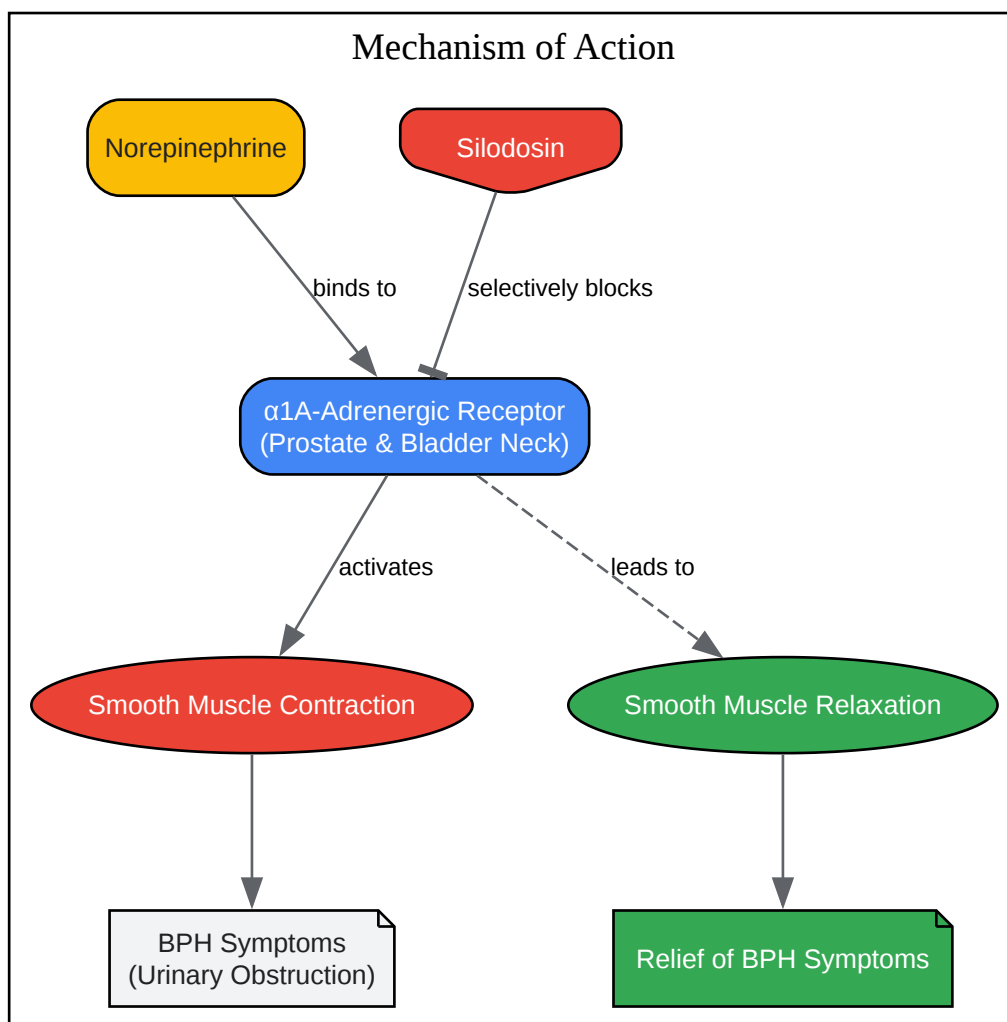 Mechanism of Action
Norepinephrine
Silodosin
binds to
selectively blocks
α1A-Adrenergic Receptor
(Prostate & Bladder Neck)
activates
leads to
Smooth Muscle Contraction
Smooth Muscle Relaxation
BPH Symptoms
(Urinary Obstruction)
Relief of BPH Symptoms